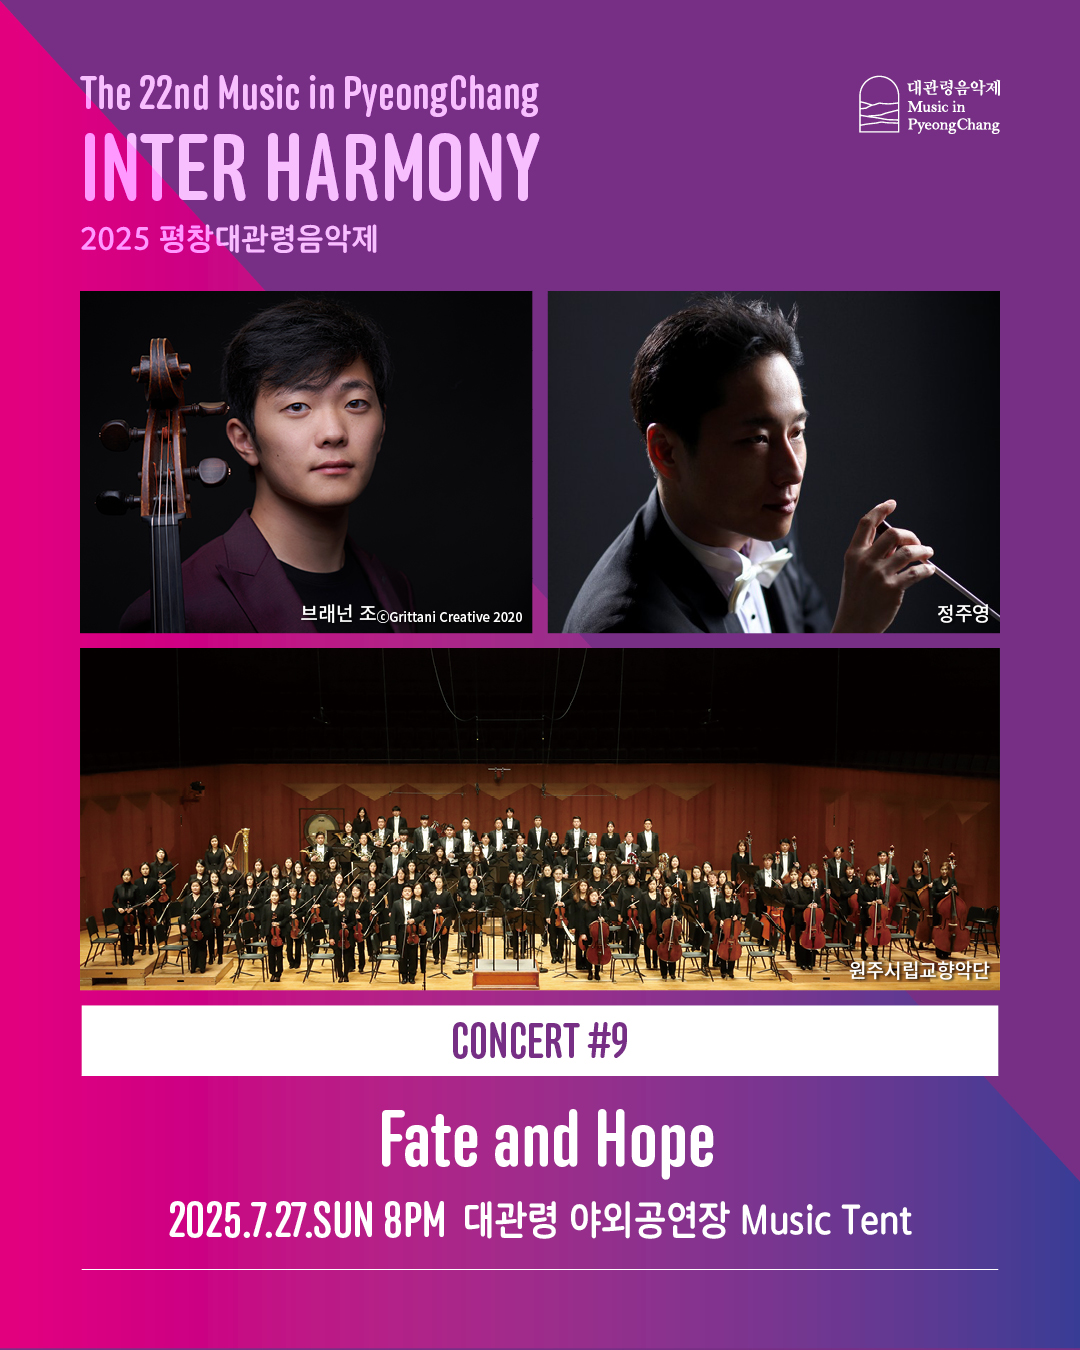 The 22nd Music in PyeongChang
INTER HARMONY
2025 평창대관령음악제
대관령음악제
Music in
PyeongChang
브래넌 조ⓒGrittani Creative 2020
정주영
원주시립교향악단
CONCERT #9
Fate and Hope
2025.7.27.SUN 8PM 대관령 야외공연장 Music Tent